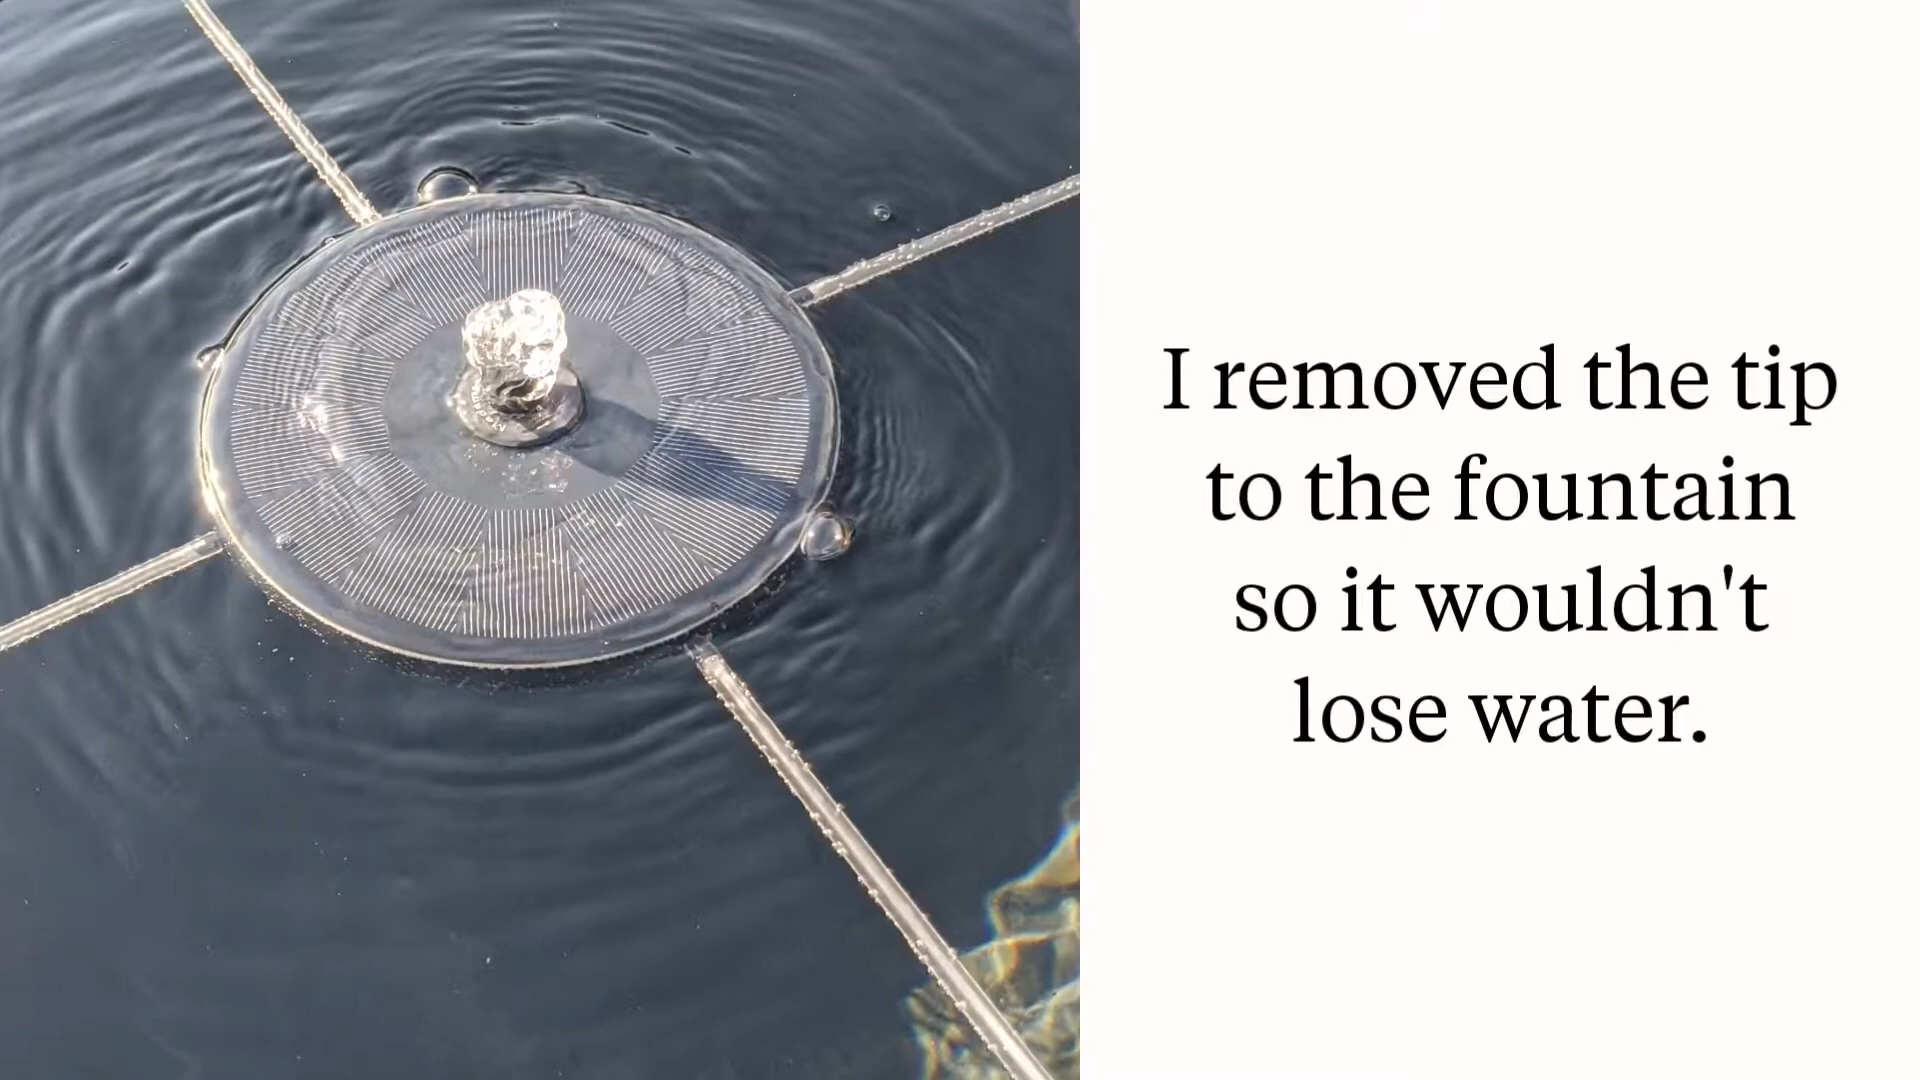 I removed the tip
to the fountain
so it wouldn't
lose water.